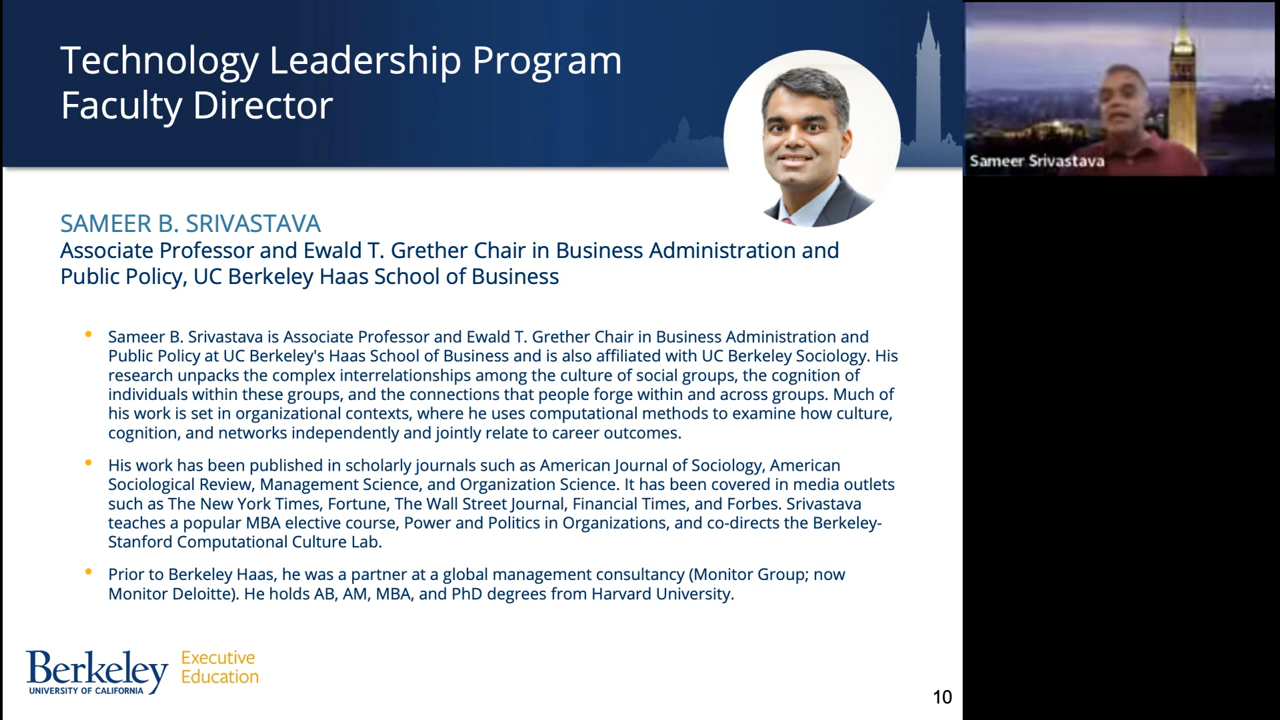 Technology Leadership Program
Faculty Director
Sameer Srivastava
SAMEER B. SRIVASTAVA
Associate Professor and Ewald T. Grether Chair in Business Administration and
Public Policy, UC Berkeley Haas School of Business
• Sameer B. Srivastava is Associate Professor and Ewald T. Grether Chair in Business Administration and
Public Policy at UC Berkeley's Haas School of Business and is also affiliated with UC Berkeley Sociology. His
research unpacks the complex interrelationships among the culture of social groups, the cognition of
individuals within these groups, and the connections that people forge within and across groups. Much of
his work is set in organizational contexts, where he uses computational methods to examine how culture,
cognition, and networks independently and jointly relate to career outcomes.
• His work has been published in scholarly journals such as American Journal of Sociology, American
Sociological Review, Management Science, and Organization Science. It has been covered in media outlets
such as The New York Times, Fortune, The Wall Street Journal, Financial Times, and Forbes. Srivastava
teaches a popular MBA elective course, Power and Politics in Organizations, and co-directs the Berkeley-
Stanford Computational Culture Lab.
• Prior to Berkeley Haas, he was a partner at a global management consultancy (Monitor Group; now
Monitor Deloitte). He holds AB, AM, MBA, and PhD degrees from Harvard University.
Berkeley
UNIVERSITY OF CALIFORNIA
Executive
Education
10